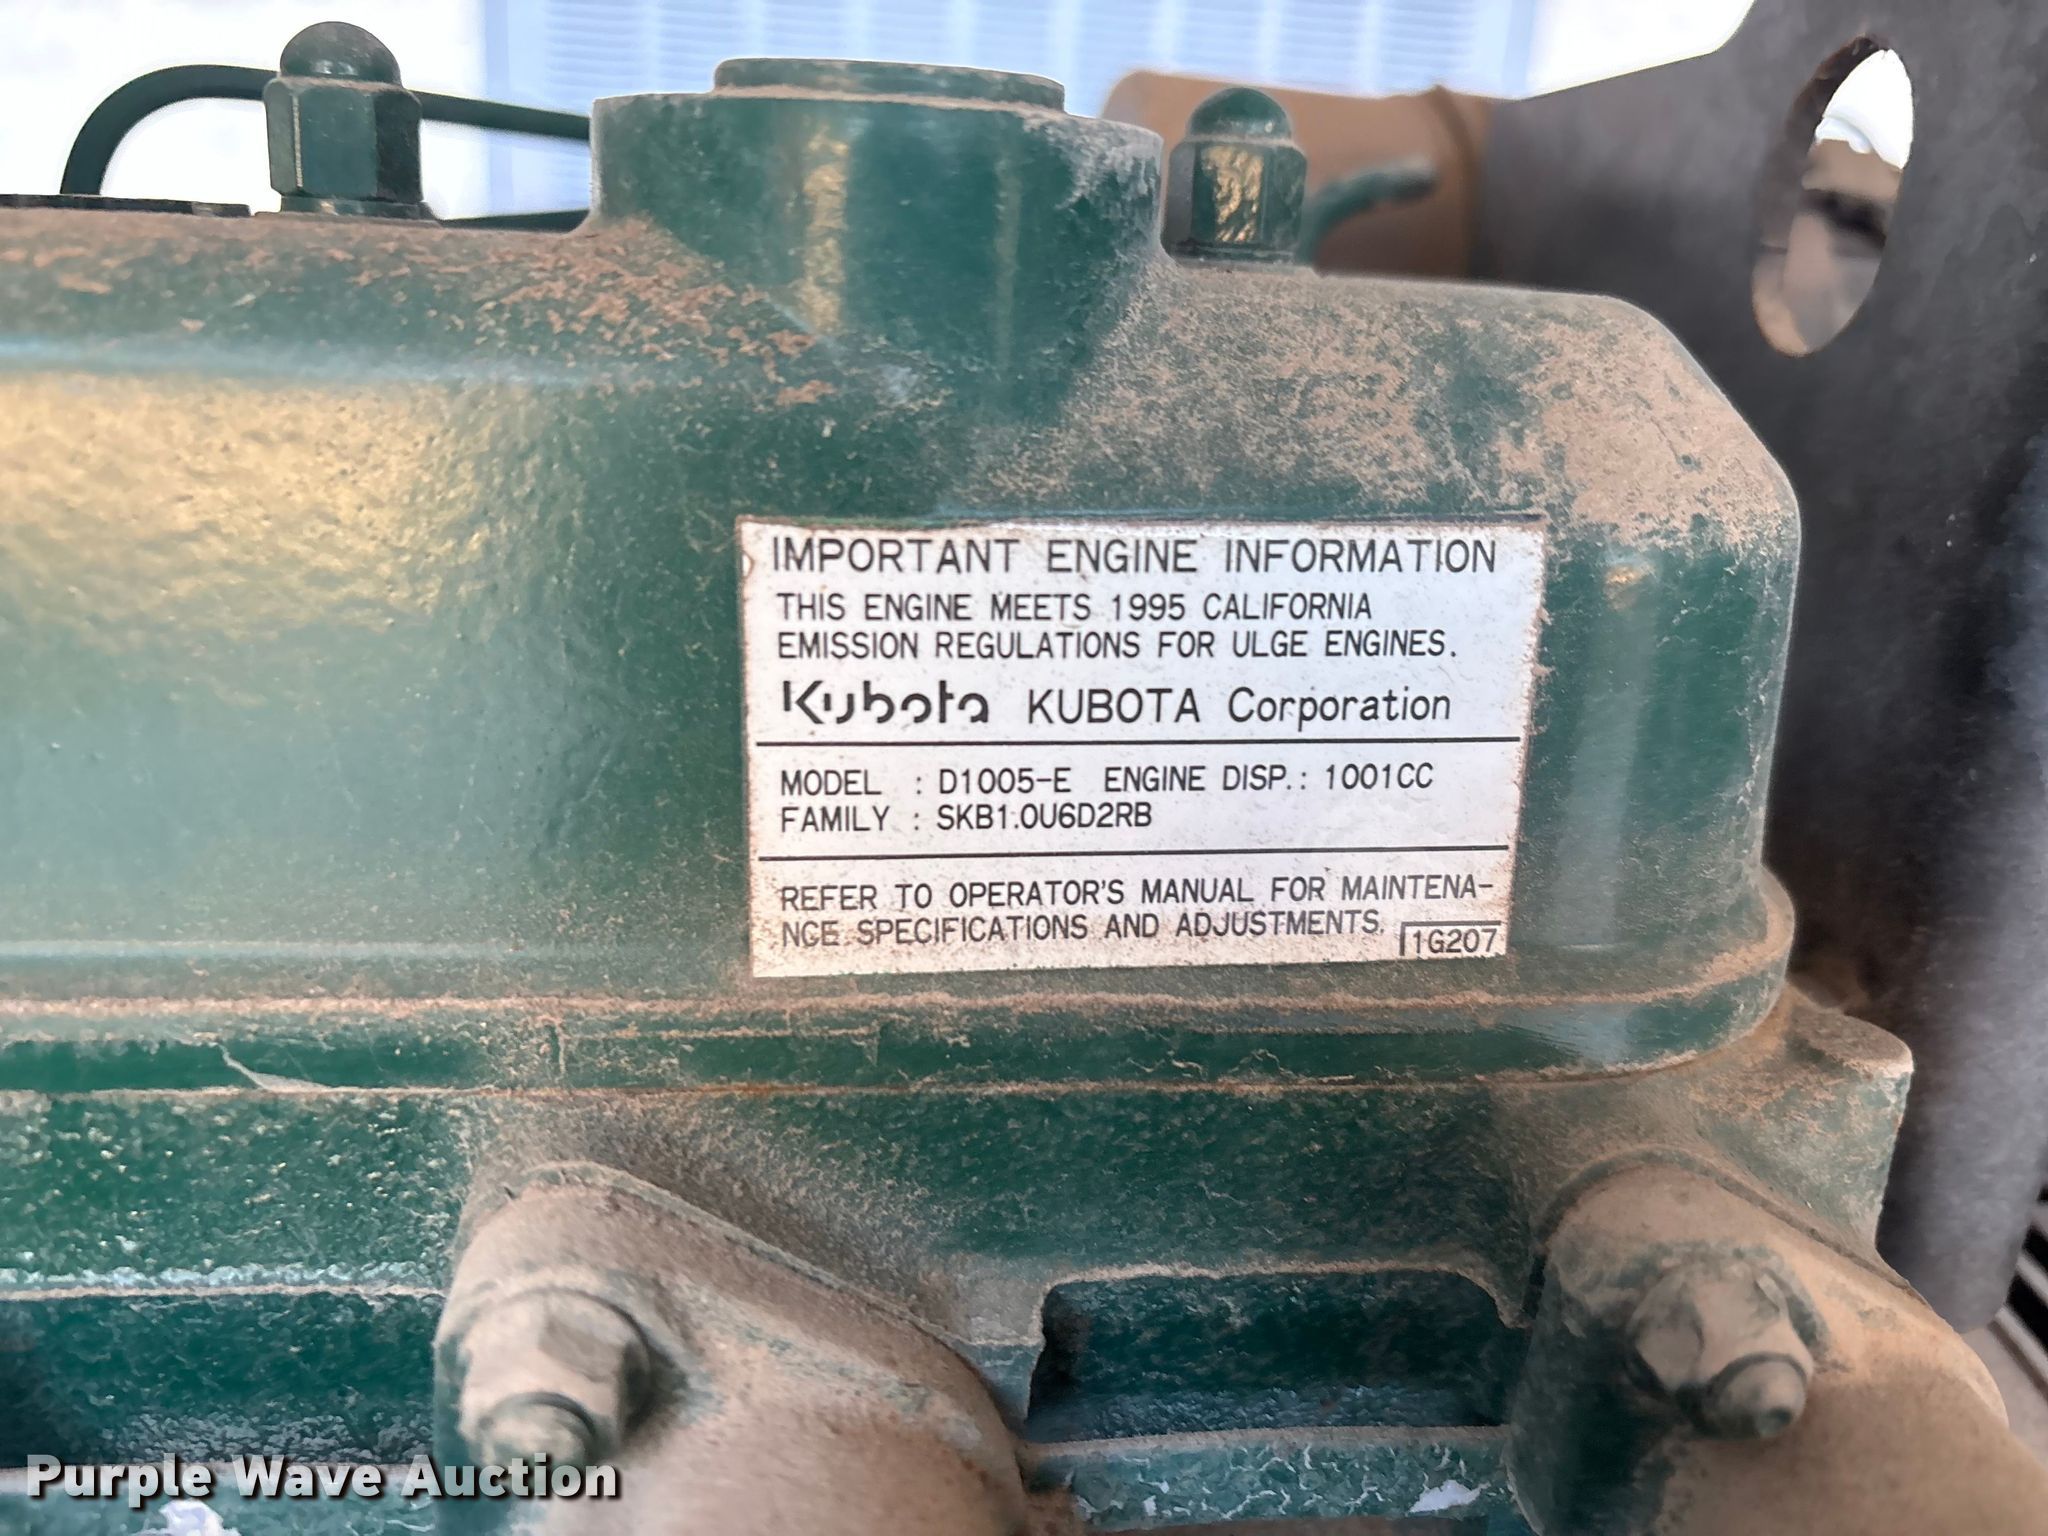 IMPORTANT ENGINE INFORMATION
THIS ENGINE MEETS 1995 CALIFORNIA
EMISSION REGULATIONS FOR ULGE ENGINES.
Kubota KUBOTA Corporation
MODEL : D1005-E ENGINE DISP.: 1001CC
FAMILY : SKB1.0U6D2RB
REFER TO OPERATOR'S MANUAL FOR MAINTENA-
NCE SPECIFICATIONS AND ADJUSTMENTS.
1G207
Purple Wave Auction